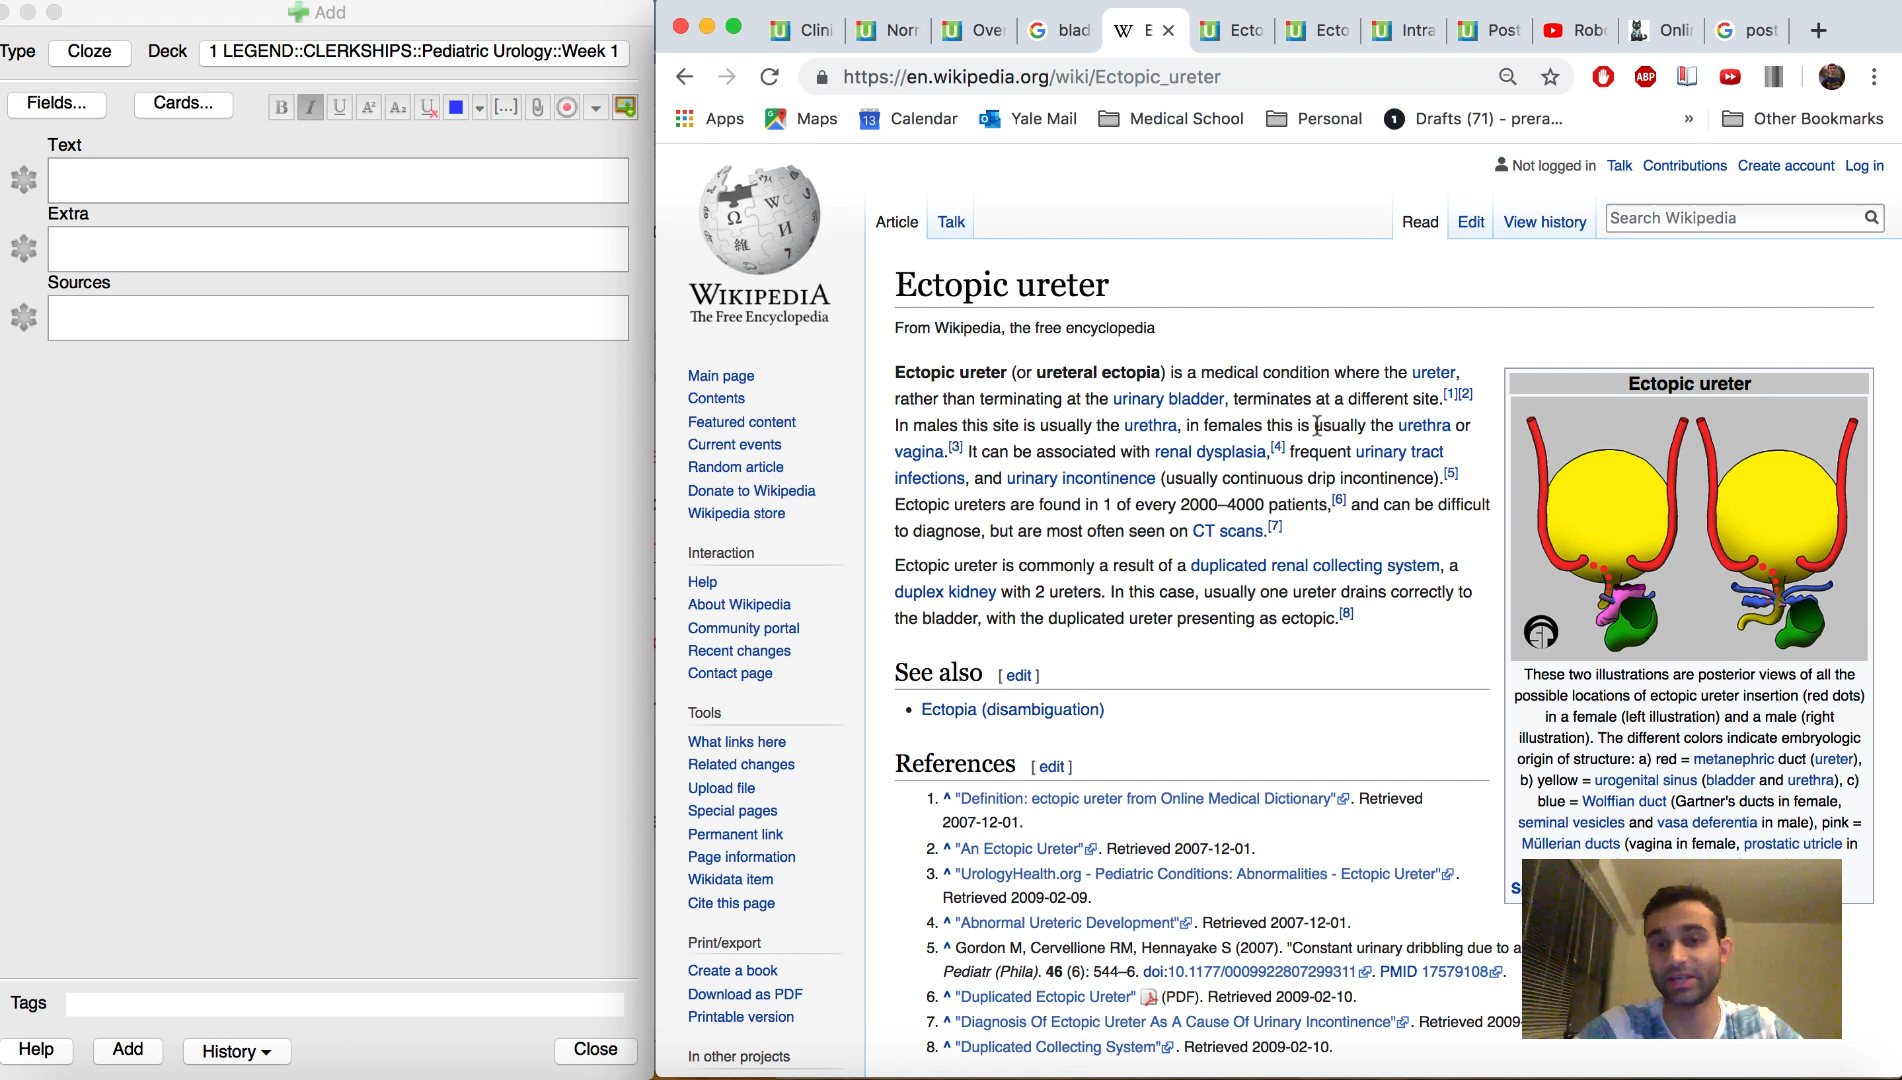 Add
Type Cloze Deck 1 LEGEND::CLERKSHIPS::Pediatric Urology::Week 1
Fields... Cards... B I U A² A₂ U [...]
Text
Extra
Sources
Tags
Help Add History Close
Clini Norr Over G blad W E Ecto Ecto Intra Post Rob Onlin G post
https://en.wikipedia.org/wiki/Ectopic_ureter ABP
Apps Maps 13 Calendar Yale Mail Medical School Personal 1 Drafts (71) - prera... » Other Bookmarks
Not logged in Talk Contributions Create account Log in
Article Talk Read Edit View history Search Wikipedia
WIKIPEDIA
The Free Encyclopedia
Main page
Contents
Featured content
Current events
Random article
Donate to Wikipedia
Wikipedia store
Interaction
Help
About Wikipedia
Community portal
Recent changes
Contact page
Tools
What links here
Related changes
Upload file
Special pages
Permanent link
Page information
Wikidata item
Cite this page
Print/export
Create a book
Download as PDF
Printable version
In other projects
Ectopic ureter
From Wikipedia, the free encyclopedia
Ectopic ureter (or ureteral ectopia) is a medical condition where the ureter,
rather than terminating at the urinary bladder, terminates at a different site.[1][2]
In males this site is usually the urethra, in females this is usually the urethra or
vagina.[3] It can be associated with renal dysplasia,[4] frequent urinary tract
infections, and urinary incontinence (usually continuous drip incontinence).[5]
Ectopic ureters are found in 1 of every 2000–4000 patients,[6] and can be difficult
to diagnose, but are most often seen on CT scans.[7]
Ectopic ureter is commonly a result of a duplicated renal collecting system, a
duplex kidney with 2 ureters. In this case, usually one ureter drains correctly to
the bladder, with the duplicated ureter presenting as ectopic.[8]
See also [ edit ]
• Ectopia (disambiguation)
References [ edit ]
1. ^ "Definition: ectopic ureter from Online Medical Dictionary". Retrieved
2007-12-01.
2. ^ "An Ectopic Ureter". Retrieved 2007-12-01.
3. ^ "UrologyHealth.org - Pediatric Conditions: Abnormalities - Ectopic Ureter".
Retrieved 2009-02-09.
4. ^ "Abnormal Ureteric Development". Retrieved 2007-12-01.
5. ^ Gordon M, Cervellione RM, Hennayake S (2007). "Constant urinary dribbling due to a
Pediatr (Phila). 46 (6): 544–6. doi:10.1177/0009922807299311. PMID 17579108.
6. ^ "Duplicated Ectopic Ureter" (PDF). Retrieved 2009-02-10.
7. ^ "Diagnosis Of Ectopic Ureter As A Cause Of Urinary Incontinence". Retrieved 2009
8. ^ "Duplicated Collecting System". Retrieved 2009-02-10.
Ectopic ureter
These two illustrations are posterior views of all the
possible locations of ectopic ureter insertion (red dots)
in a female (left illustration) and a male (right
illustration). The different colors indicate embryologic
origin of structure: a) red = metanephric duct (ureter),
b) yellow = urogenital sinus (bladder and urethra), c)
blue = Wolffian duct (Gartner's ducts in female,
seminal vesicles and vasa deferentia in male), pink =
Müllerian ducts (vagina in female, prostatic utricle in
S